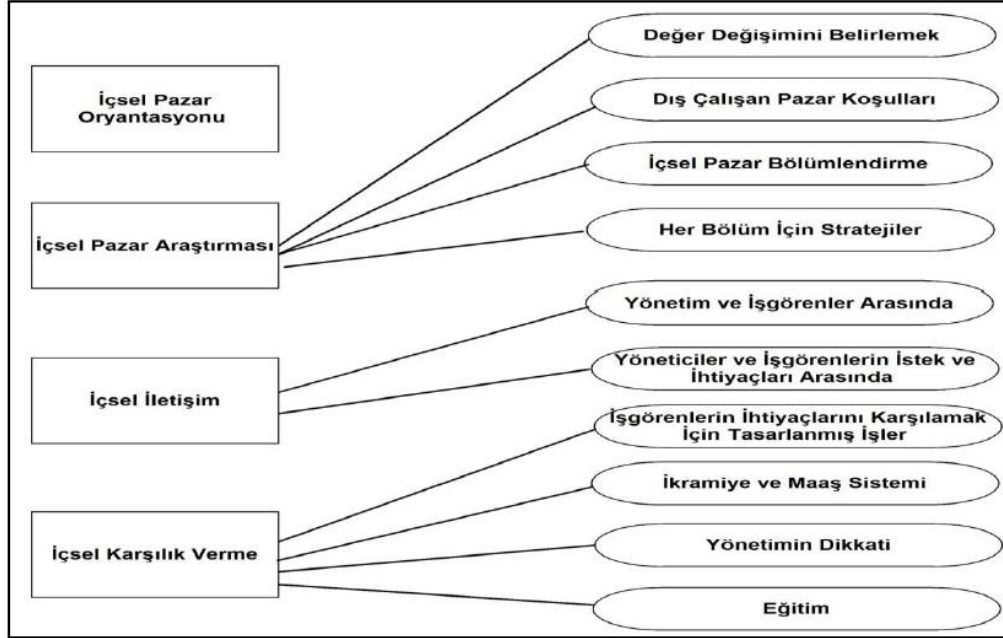 İçsel Pazar
Oryantasyonu
İçsel Pazar Araştırması
İçsel İletişim
İçsel Karşılık Verme
Değer Değişimini Belirlemek
Dış Çalışan Pazar Koşulları
İçsel Pazar Bölümlendirme
Her Bölüm İçin Stratejiler
Yönetim ve İşgörenler Arasında
Yöneticiler ve İşgörenlerin İstek ve
İhtiyaçları Arasında
İşgörenlerin İhtiyaçlarını Karşılamak
İçin Tasarlanmış İşler
İkramiye ve Maaş Sistemi
Yönetimin Dikkati
Eğitim